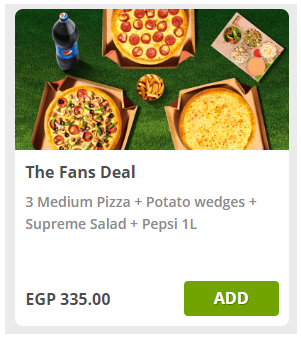 The Fans Deal
3 Medium Pizza + Potato wedges +
Supreme Salad + Pepsi 1L
EGP 335.00
ADD